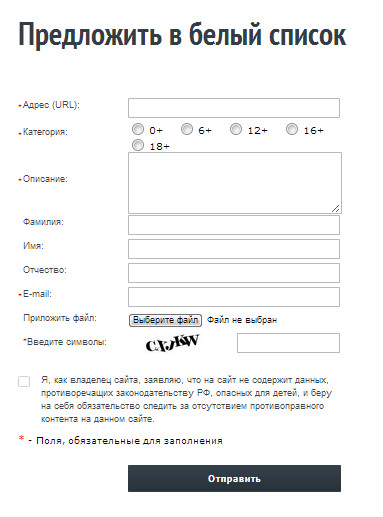 Предложить в белый список
*Адрес (URL):
*Категория: 0+ 6+ 12+ 16+
18+
*Описание:
Фамилия:
Имя:
Отчество:
*E-mail:
Приложить файл: Выберите файл Файл не выбран
*Введите символы:
Я, как владелец сайта, заявляю, что на сайт не содержит данных,
противоречащих законодательству РФ, опасных для детей, и беру
на себя обязательство следить за отсутствием противоправного
контента на данном сайте.
* - Поля, обязательные для заполнения
Отправить